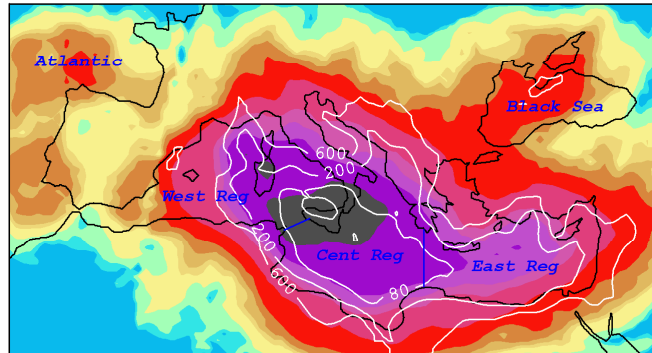 Atlantic
Black Sea
600
200
West Reg
200
Cent Reg
East Reg
600
80